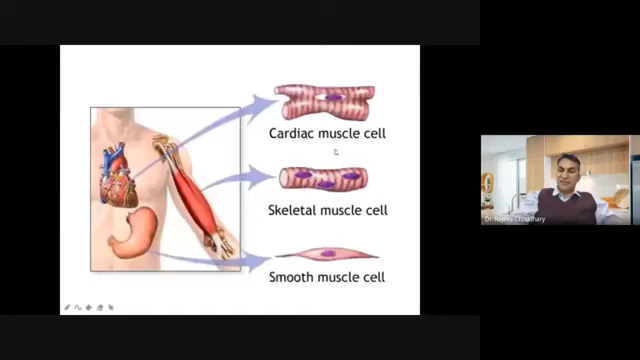 Cardiac muscle cell
Skeletal muscle cell
Smooth muscle cell
Dr. Rajeev Choudhary